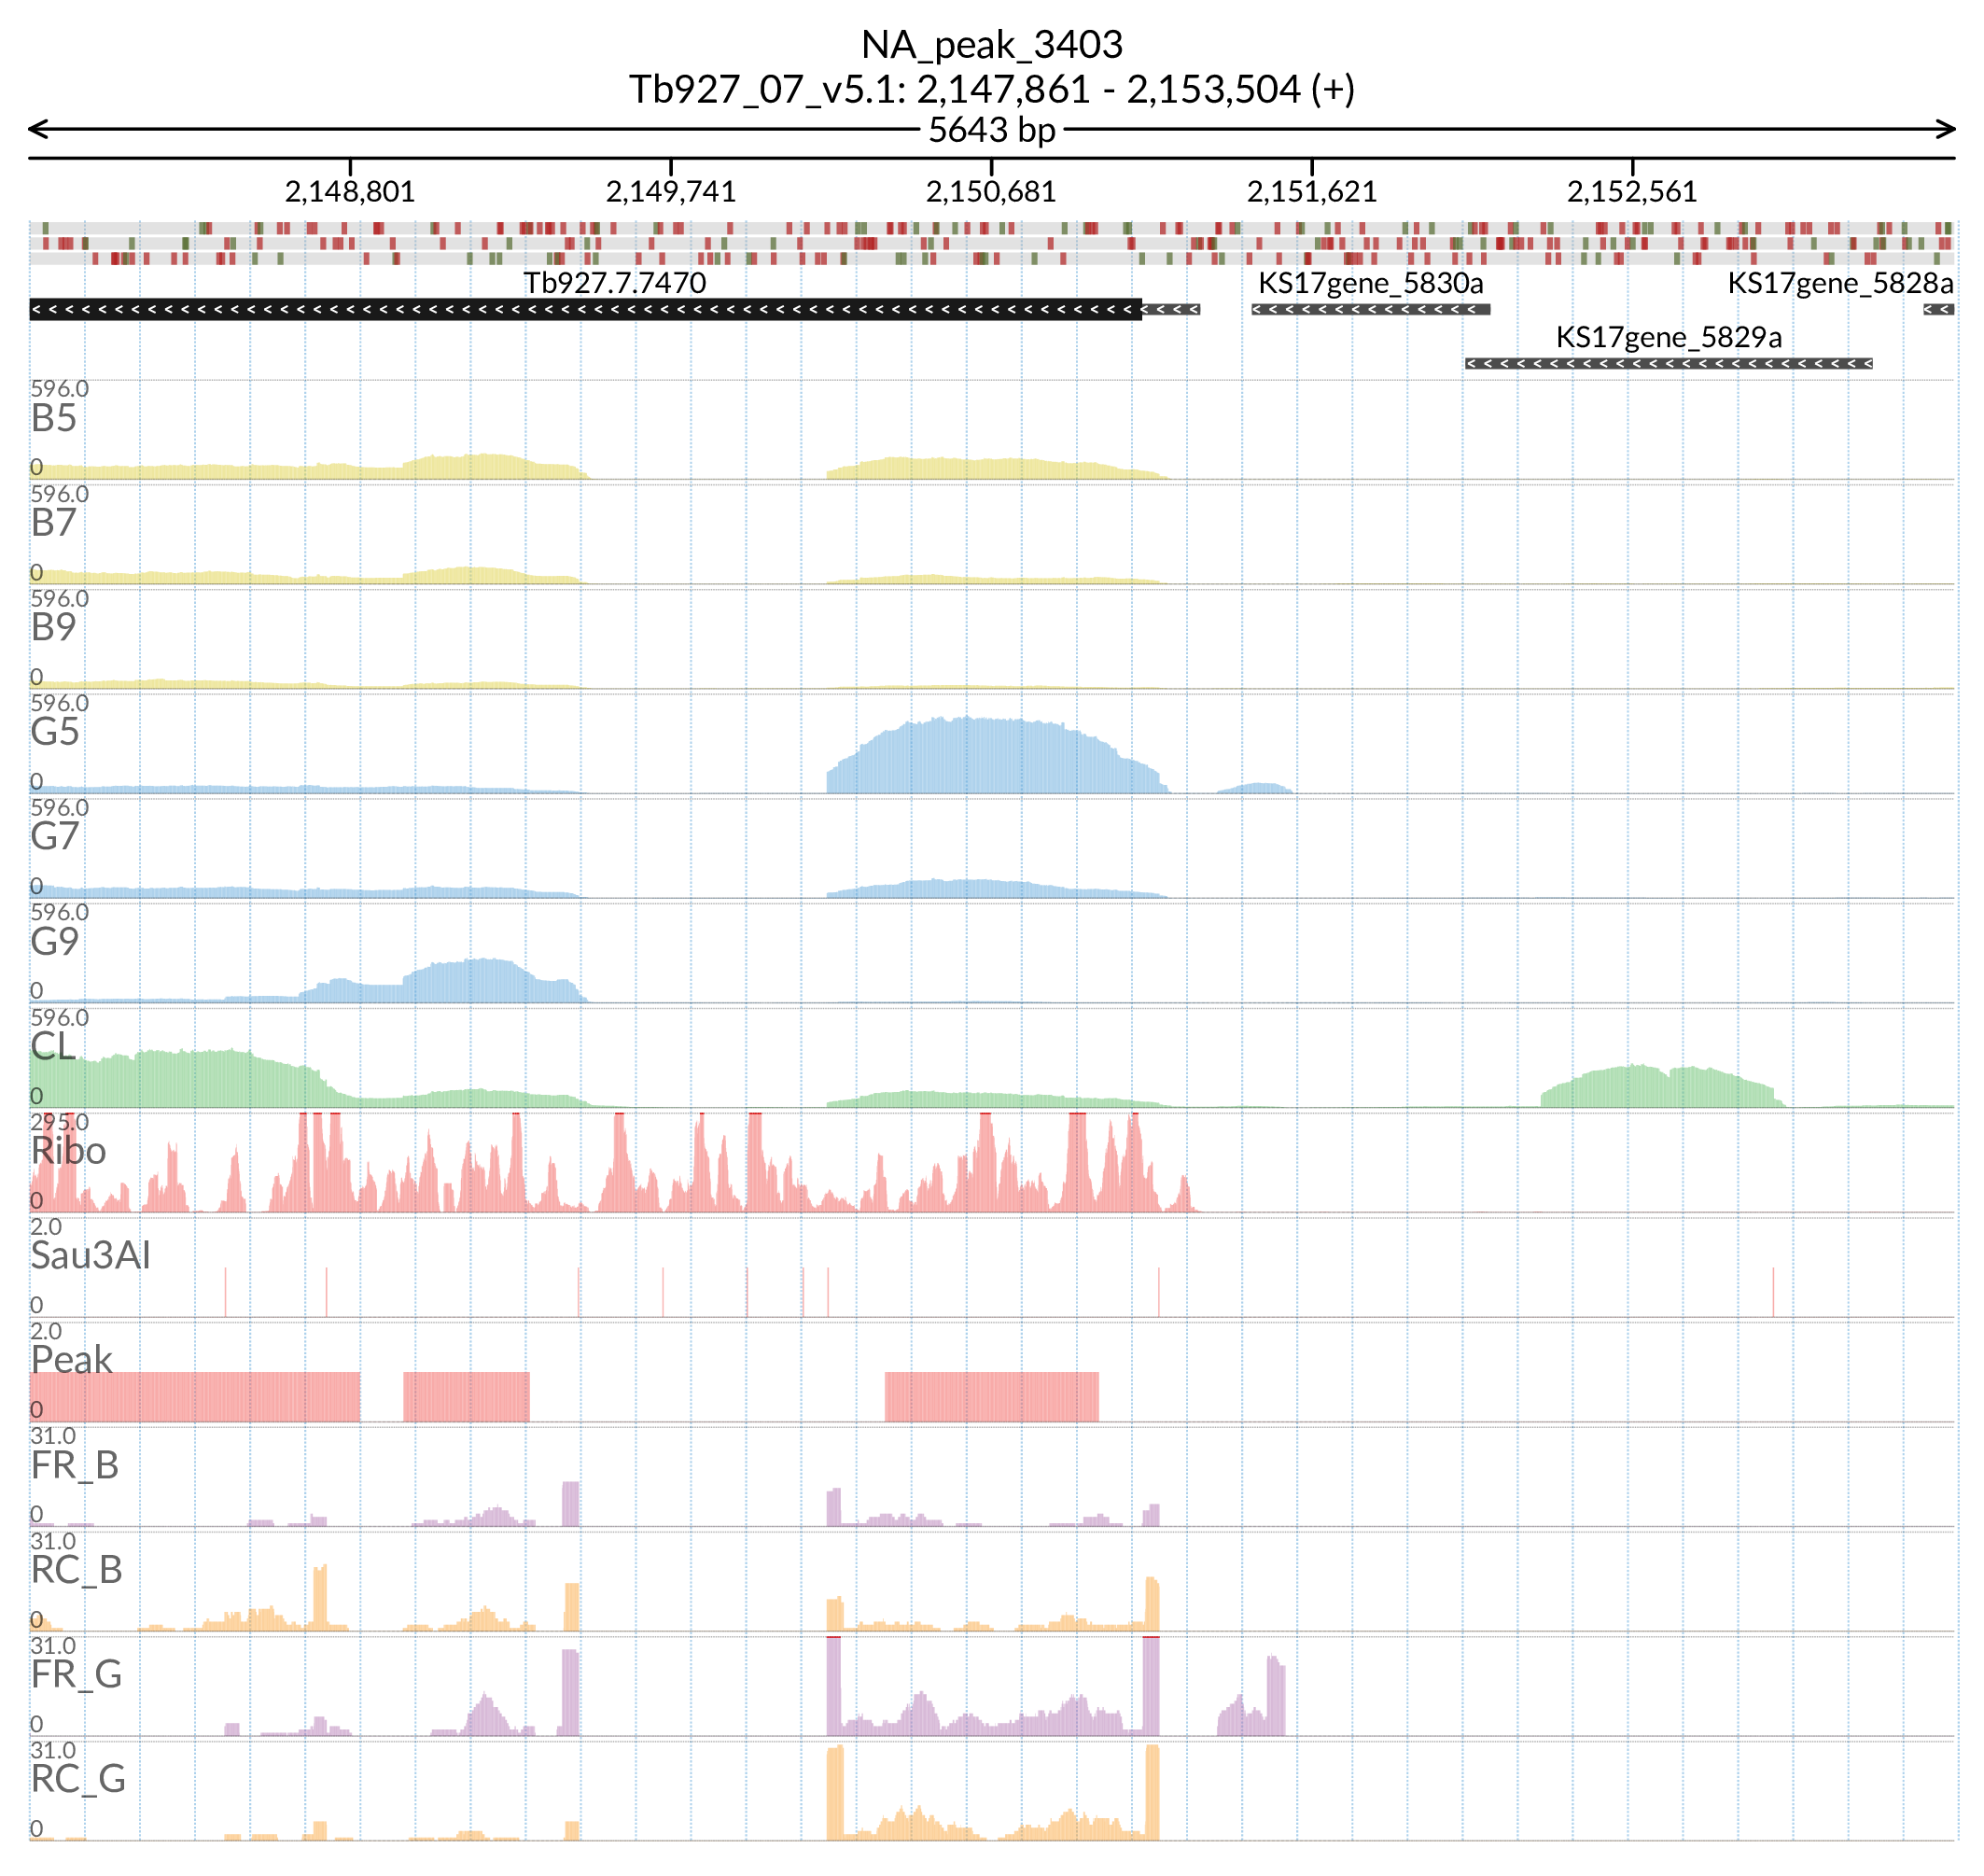 NA_peak_3403
Tb927_07_v5.1: 2,147,861 - 2,153,504 (+)
5643 bp
2,148,801 2,149,741 2,150,681 2,151,621 2,152,561
Tb927.7.7470 KS17gene_5830a KS17gene_5828a
KS17gene_5829a
596.0
B5
0
596.0
B7
0
596.0
B9
0
596.0
G5
0
596.0
G7
0
596.0
G9
0
596.0
CL
0
293.0
Ribo
0
2.0
Sau3AI
0
2.0
Peak
0
31.0
FR_B
0
31.0
RC_B
0
31.0
FR_G
0
31.0
RC_G
0